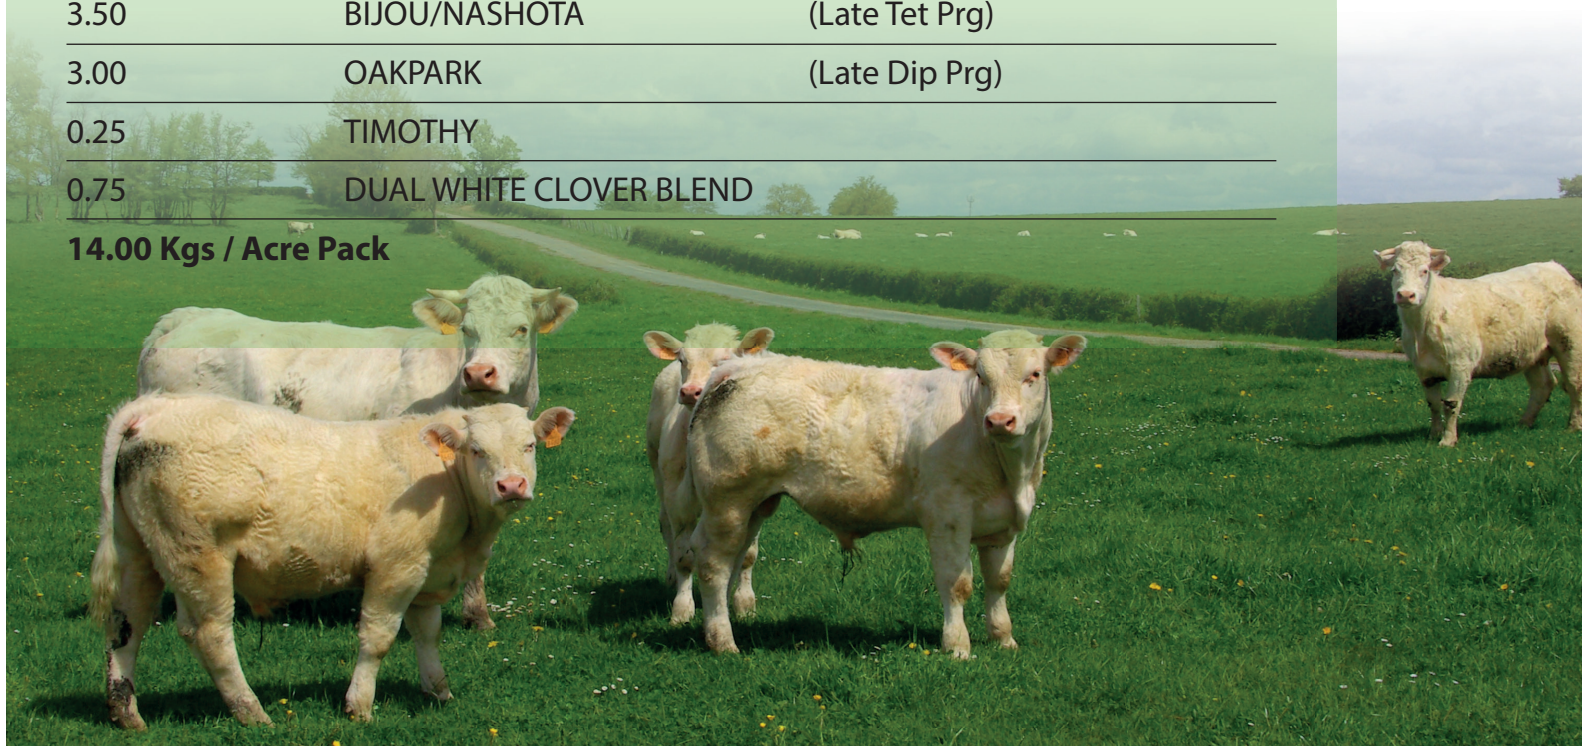 3.50 BIJOU/NASHOTA (Late Tet Prg)
3.00 OAKPARK (Late Dip Prg)
0.25 TIMOTHY
0.75 DUAL WHITE CLOVER BLEND
14.00 Kgs / Acre Pack